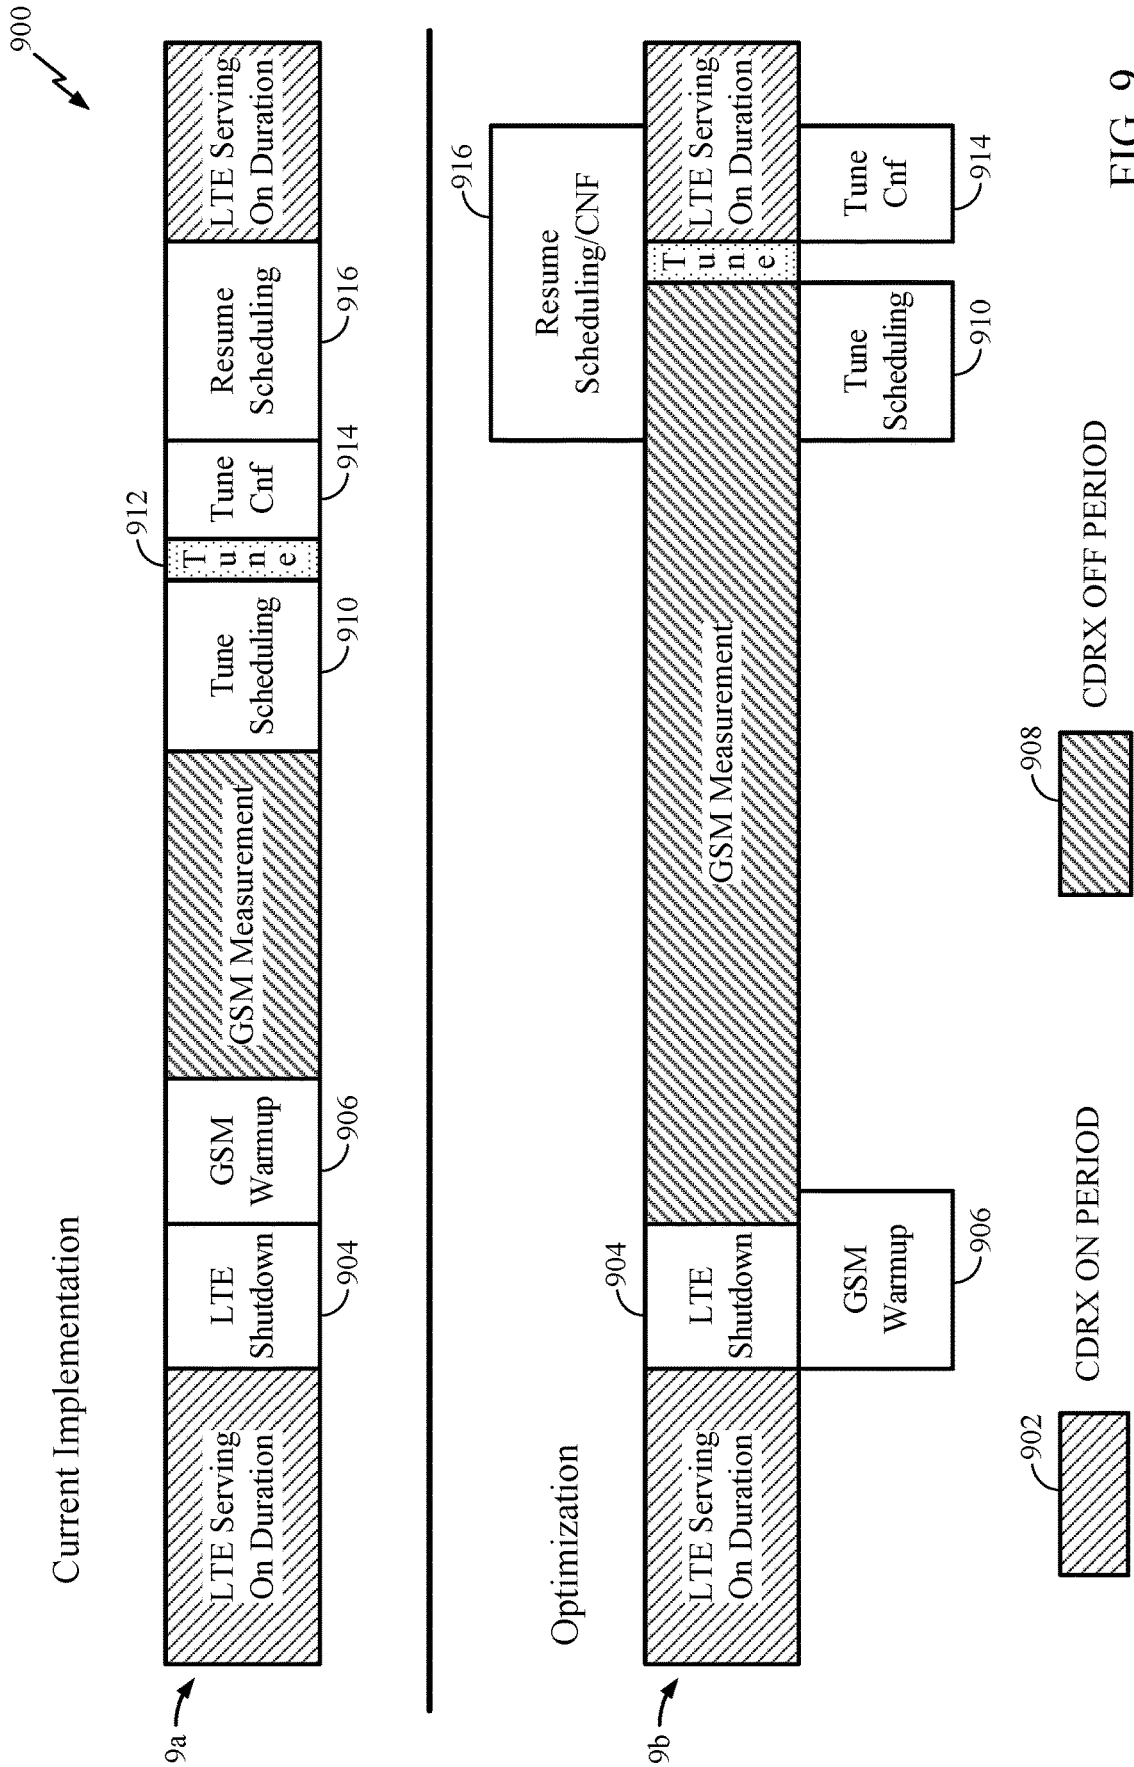 900
Current Implementation
9a
LTE Serving
On Duration
LTE
Shutdown
904
GSM
Warmup
906
GSM Measurement
Tune
Scheduling
910
Tune
912
Tune
Cnf
914
Resume
Scheduling
916
LTE Serving
On Duration
Optimization
9b
LTE Serving
On Duration
904
LTE
Shutdown
GSM
Warmup
906
GSM Measurement
916
Resume
Scheduling/CNF
Tune
Scheduling
910
Tune
LTE Serving
On Duration
Tune
Cnf
914
902
CDRX ON PERIOD
908
CDRX OFF PERIOD
FIG. 9